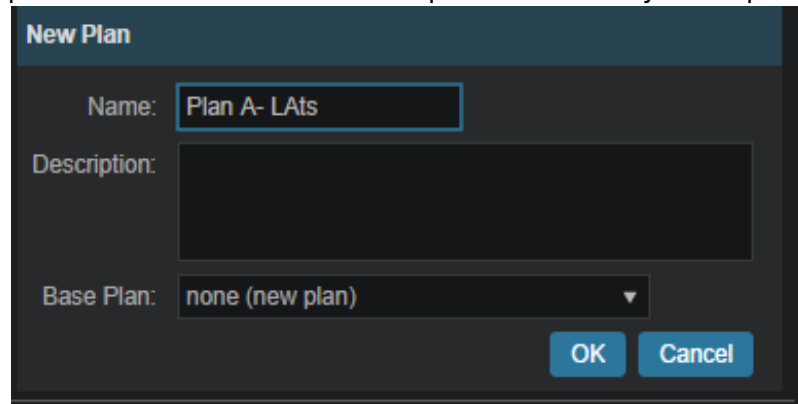 New Plan
Name: Plan A- LAts
Description:
Base Plan: none (new plan)
OK Cancel